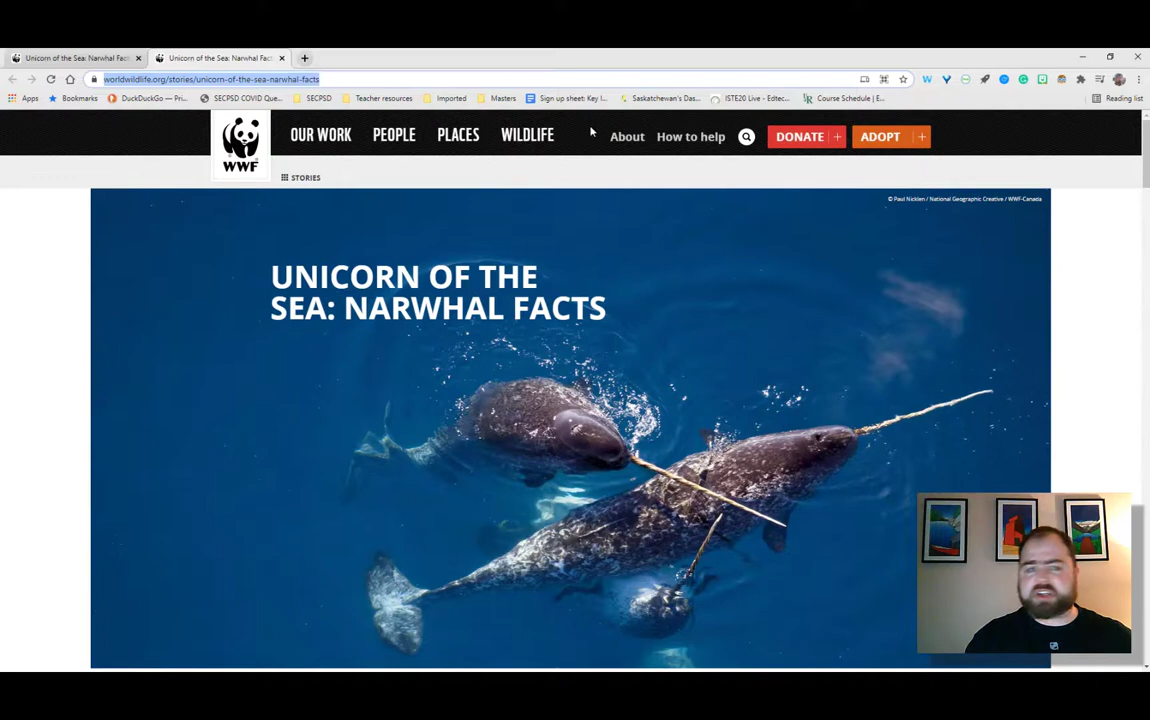 Unicorn of the Sea: Narwhal Fac
Unicorn of the Sea: Narwhal Fact
worldwildlife.org/stories/unicorn-of-the-sea-narwhal-facts
Apps Bookmarks DuckDuckGo — Pri... SECPSD COVID Que... SECPSD Teacher resources Imported Masters Sign up sheet: Key I... Saskatchewan's Das... ISTE20 Live - Edtec... Course Schedule | E... Reading list
WWF
OUR WORK PEOPLE PLACES WILDLIFE About How to help DONATE + ADOPT +
STORIES
© Paul Nicklen / National Geographic Creative / WWF-Canada
UNICORN OF THE
SEA: NARWHAL FACTS